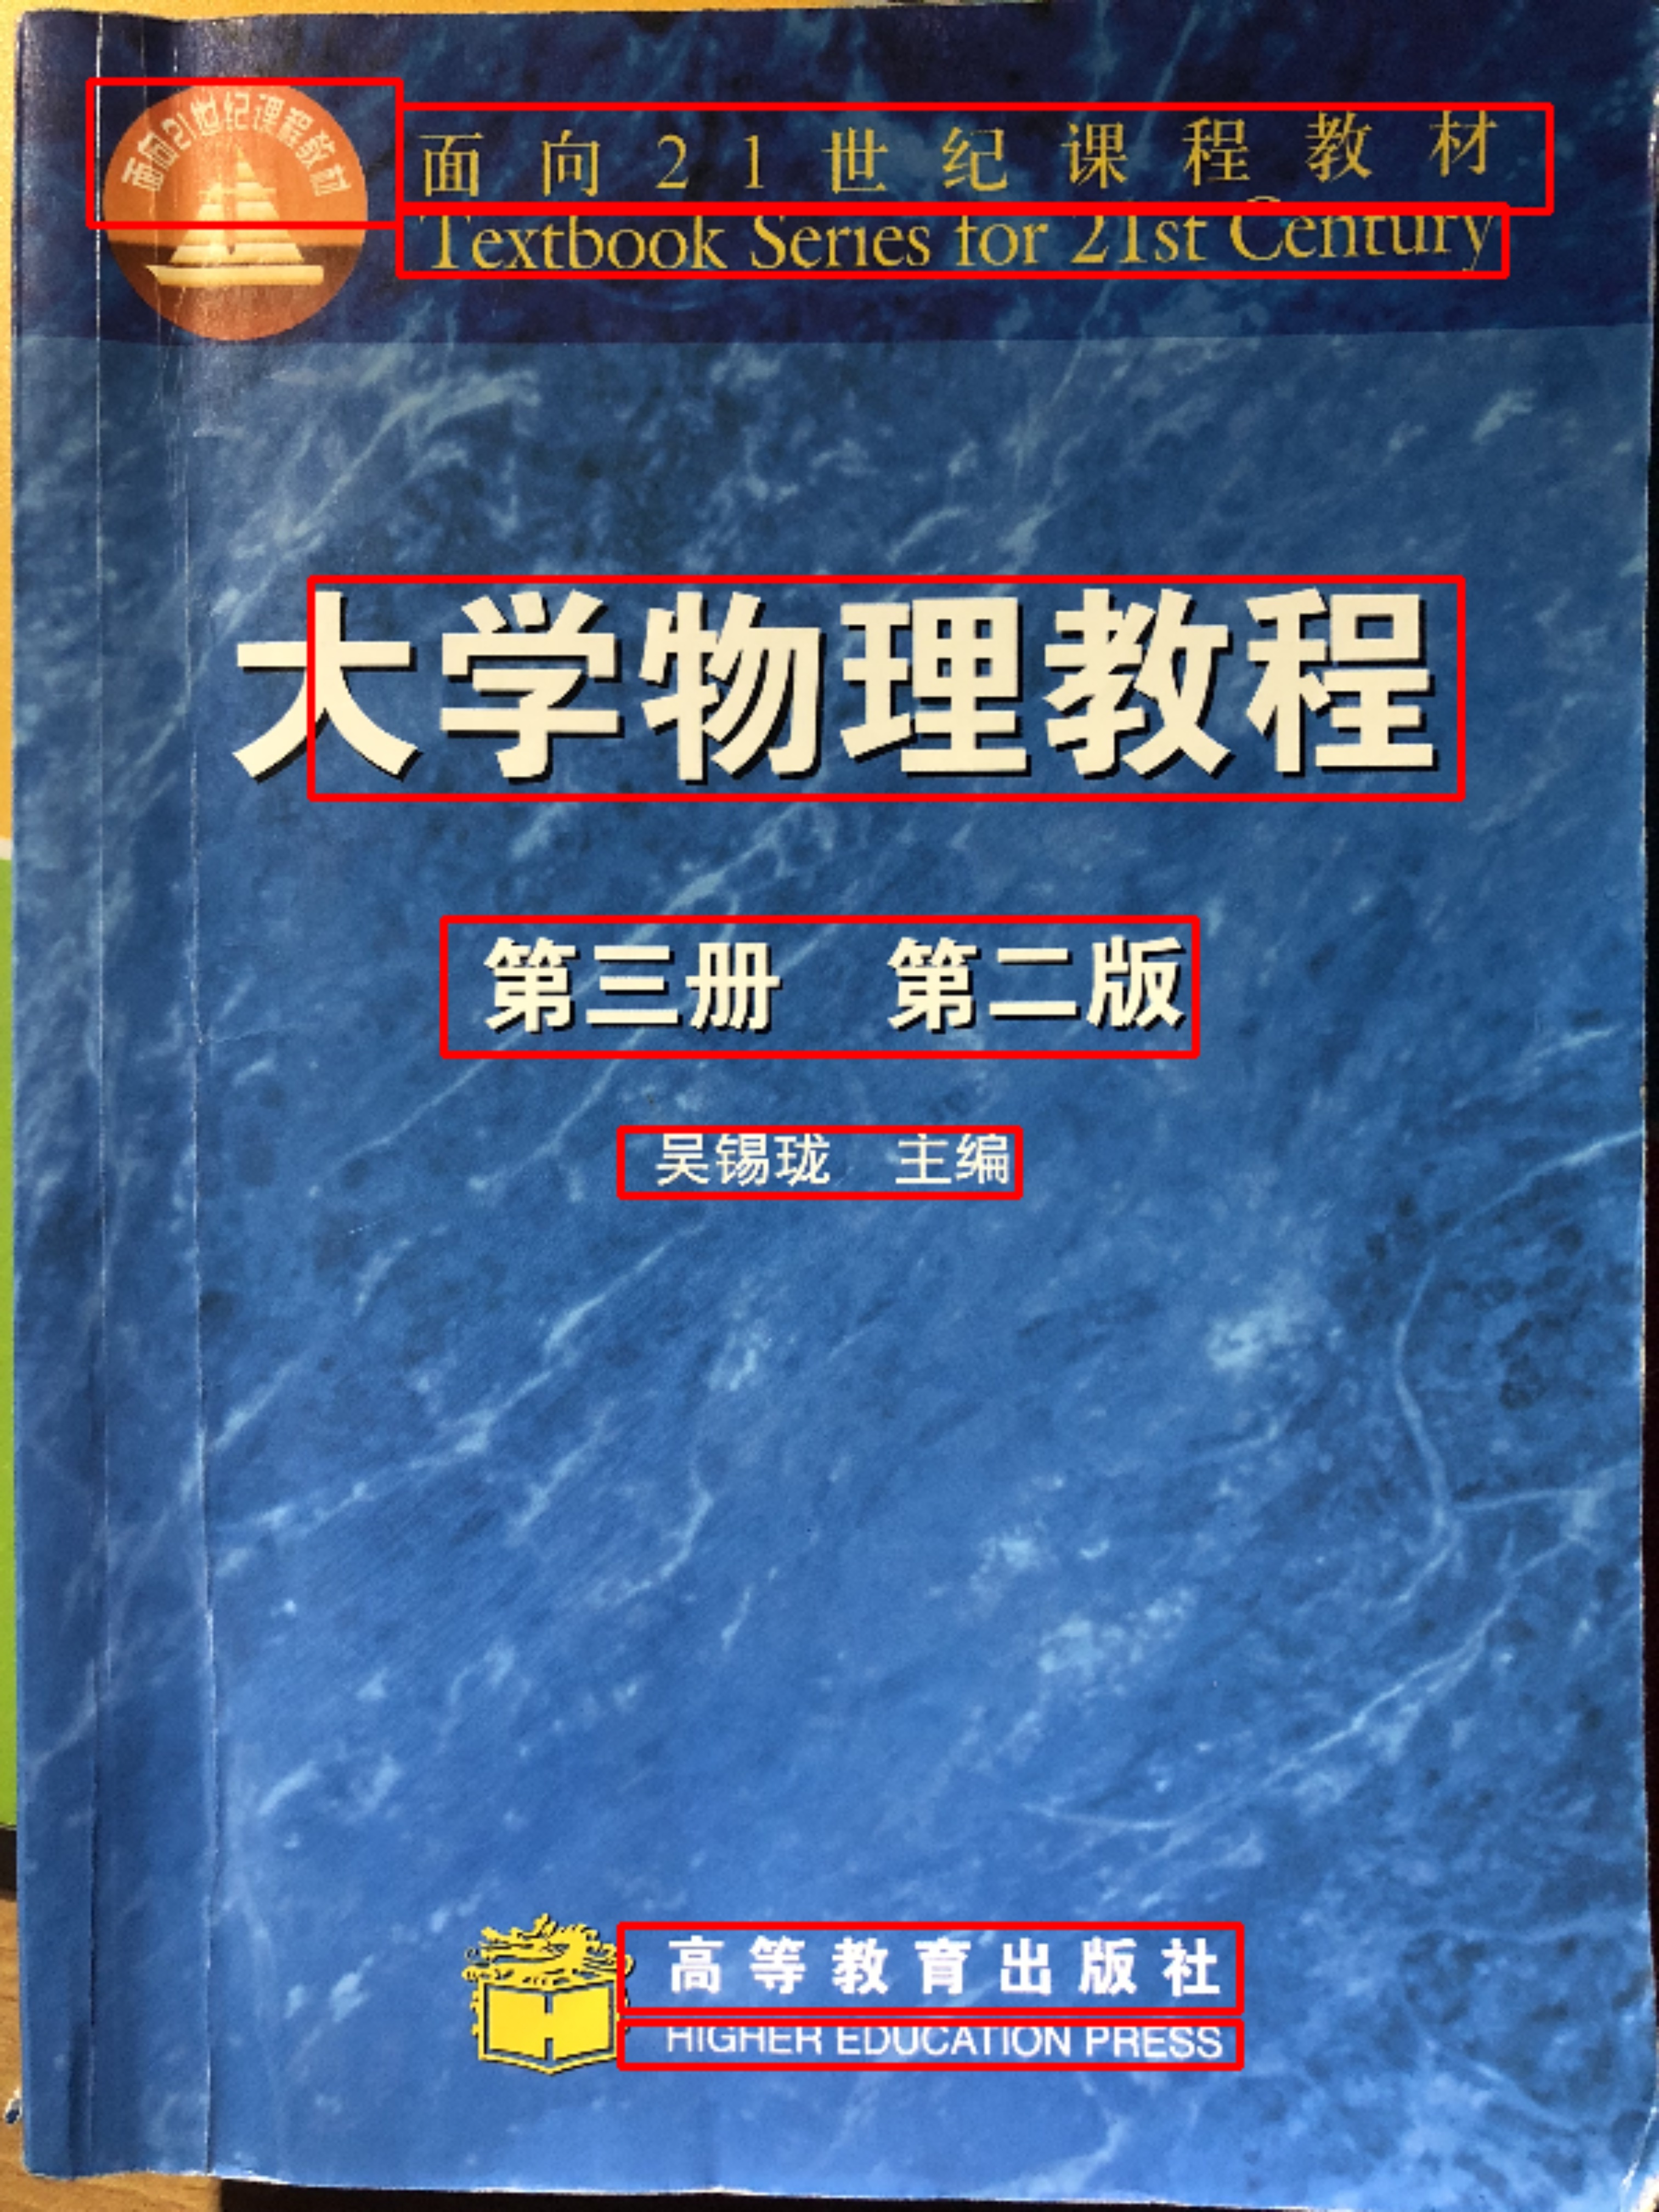 面向21世纪课程教材
面向21世纪课程教材
Textbook Series for 21st Century
大学物理教程
第三册 第二版
吴锡珑 主编
高等教育出版社
HIGHER EDUCATION PRESS